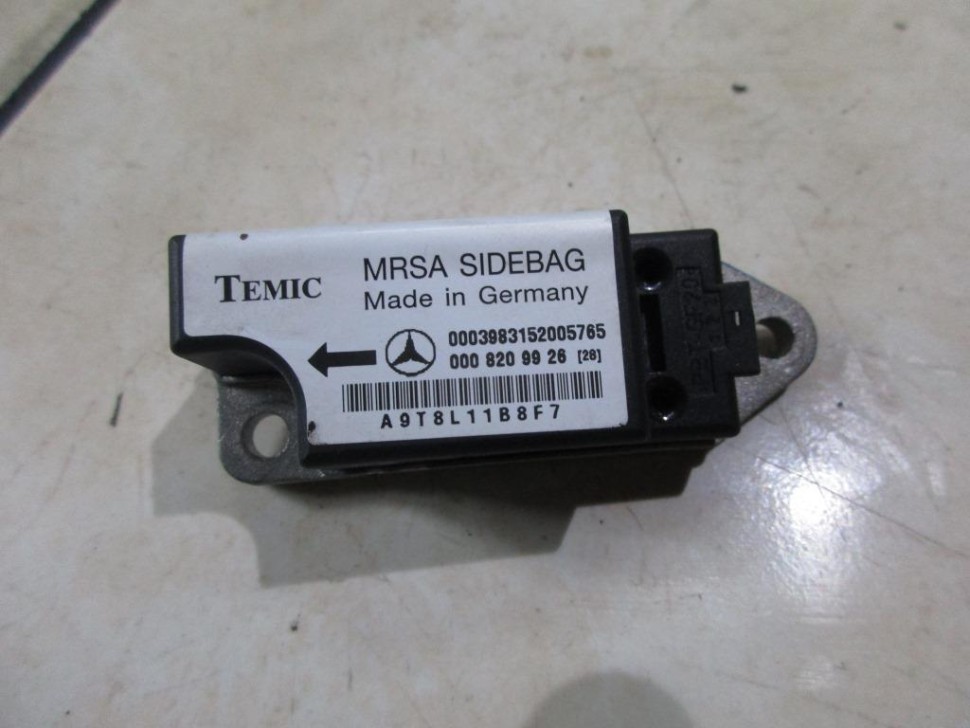 TEMIC
MRSA SIDEBAG
Made in Germany
0003983152005765
000 820 99 26 [28]
A9T8L11B8F7